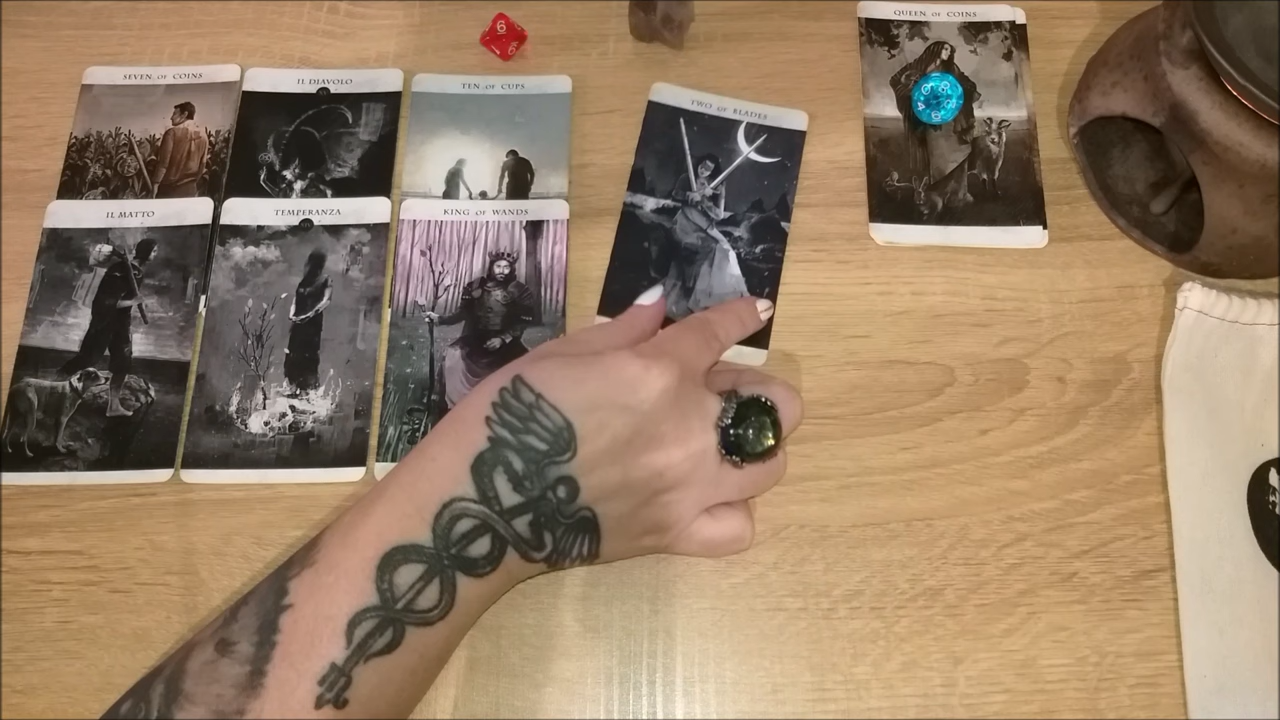 SEVEN OF COINS
IL DIAVOLO
TEN OF CUPS
TWO OF BLADES
QUEEN OF COINS
IL MATTO
TEMPERANZA
KING OF WANDS
6
6